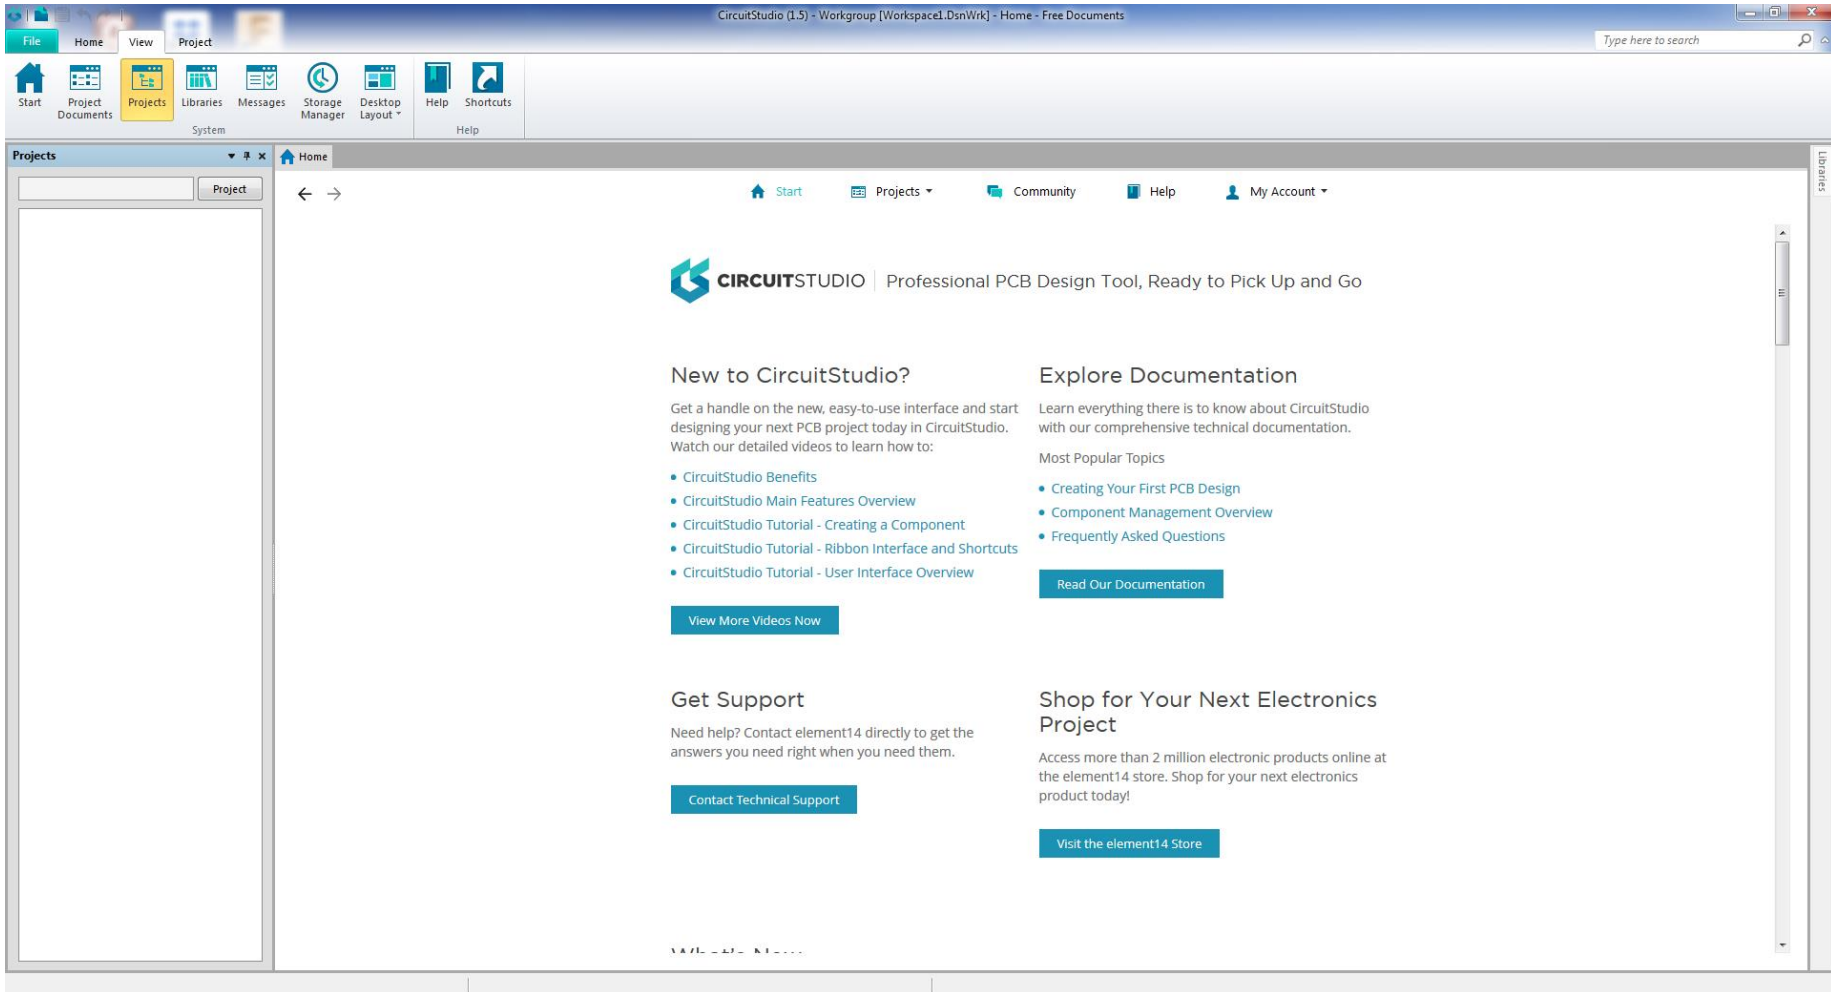 CircuitStudio (1.5) - Workgroup [Workspace1.DsnWrk] - Home - Free Documents
File Home View Project
Type here to search
Start Project Documents Projects Libraries Messages Storage Manager Desktop Layout Help Shortcuts
System Help
Projects
Home
Libraries
Project
Start Projects Community Help My Account
CIRCUITSTUDIO Professional PCB Design Tool, Ready to Pick Up and Go
New to CircuitStudio?
Get a handle on the new, easy-to-use interface and start
designing your next PCB project today in CircuitStudio.
Watch our detailed videos to learn how to:
CircuitStudio Benefits
CircuitStudio Main Features Overview
CircuitStudio Tutorial - Creating a Component
CircuitStudio Tutorial - Ribbon Interface and Shortcuts
CircuitStudio Tutorial - User Interface Overview
View More Videos Now
Explore Documentation
Learn everything there is to know about CircuitStudio
with our comprehensive technical documentation.
Most Popular Topics
Creating Your First PCB Design
Component Management Overview
Frequently Asked Questions
Read Our Documentation
Get Support
Need help? Contact element14 directly to get the
answers you need right when you need them.
Contact Technical Support
Shop for Your Next Electronics
Project
Access more than 2 million electronic products online at
the element14 store. Shop for your next electronics
product today!
Visit the element14 Store
What's New